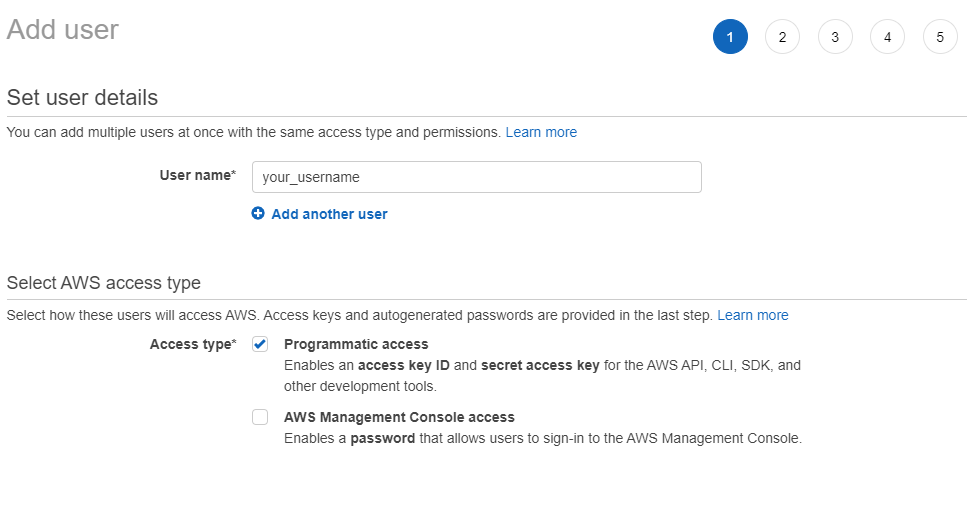 Add user
1 2 3 4 5
Set user details
You can add multiple users at once with the same access type and permissions. Learn more
User name* your_username
Add another user
Select AWS access type
Select how these users will access AWS. Access keys and autogenerated passwords are provided in the last step. Learn more
Access type* Programmatic access
Enables an access key ID and secret access key for the AWS API, CLI, SDK, and
other development tools.
AWS Management Console access
Enables a password that allows users to sign-in to the AWS Management Console.